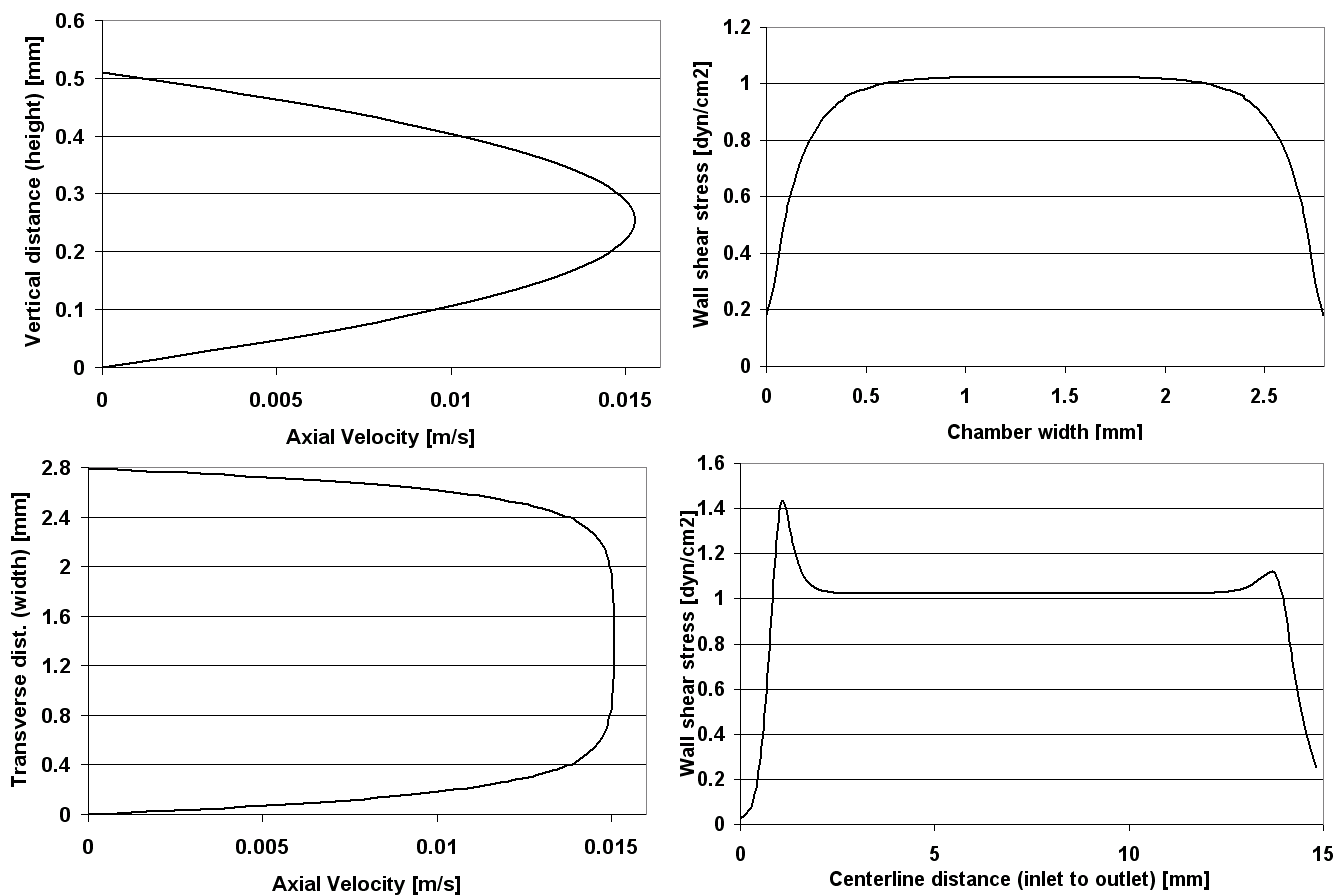 Vertical distance (height) [mm]
0.6
0.5
0.4
0.3
0.2
0.1
0
0 0.005 0.01 0.015
Axial Velocity [m/s]
Wall shear stress [dyn/cm2]
1.2
1
0.8
0.6
0.4
0.2
0
0 0.5 1 1.5 2 2.5
Chamber width [mm]
Transverse dist. (width) [mm]
2.8
2.4
2
1.6
1.2
0.8
0.4
0
0 0.005 0.01 0.015
Axial Velocity [m/s]
Wall shear stress [dyn/cm2]
1.6
1.4
1.2
1
0.8
0.6
0.4
0.2
0
0 5 10 15
Centerline distance (inlet to outlet) [mm]